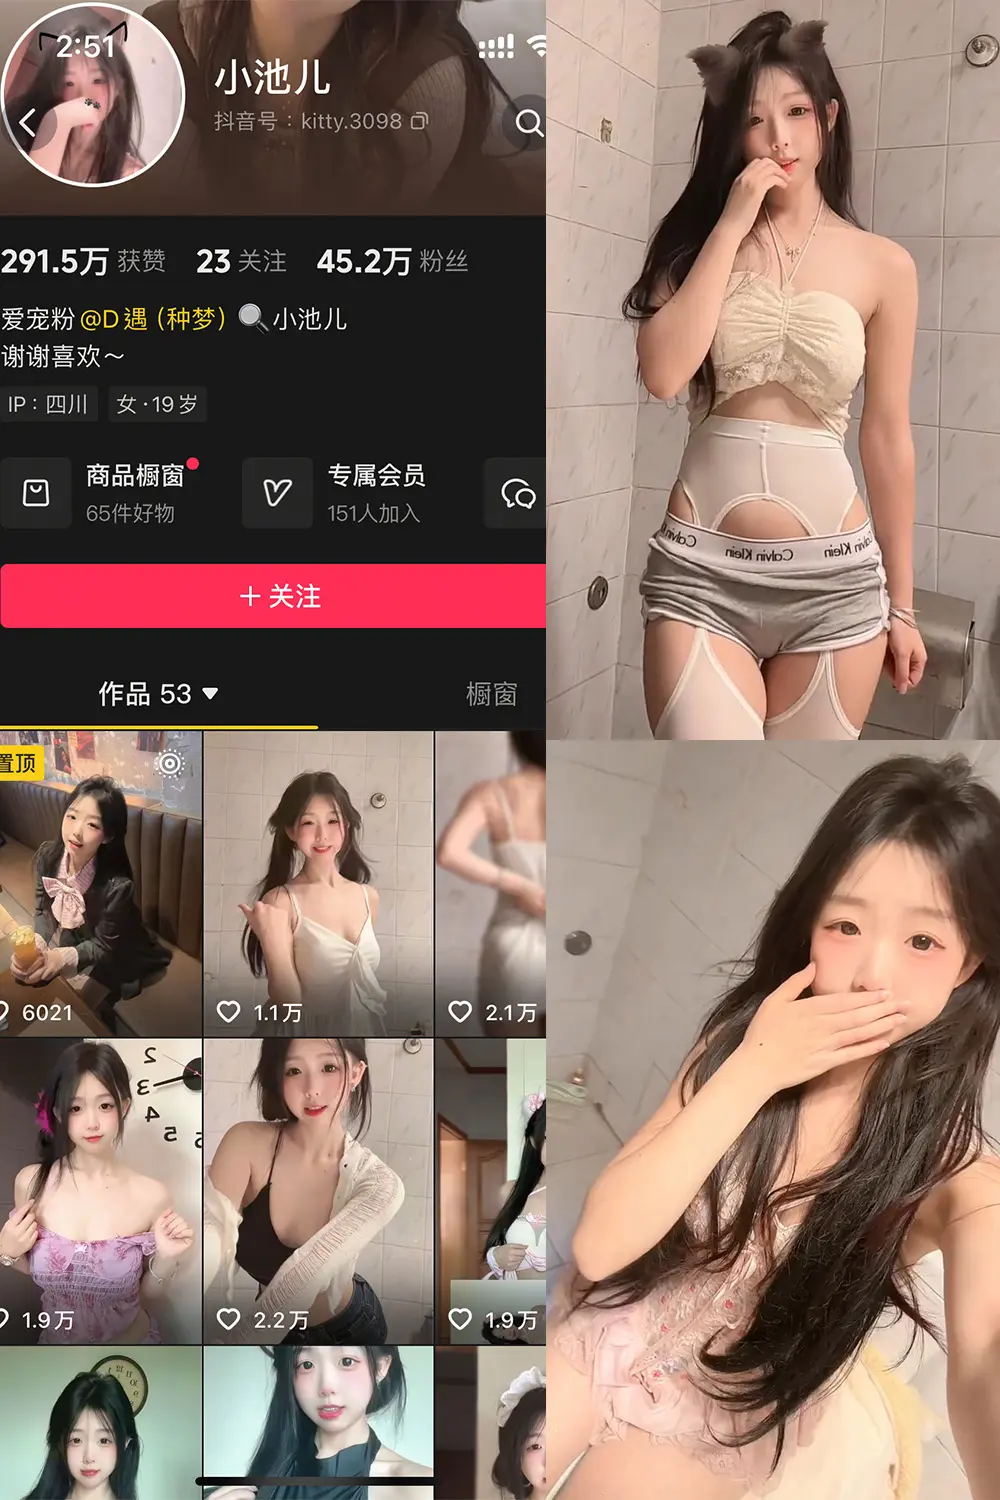 2:51
小池儿
抖音号：kitty.3098
291.5万 获赞 23 关注 45.2万 粉丝
爱宠粉 @D 遇（种梦）🔍小池儿
谢谢喜欢～
IP：四川 女·19岁
商品橱窗
65件好物
专属会员
151人加入
＋关注
作品 53 ▼ 橱窗
置顶
6021
1.1万
2.1万
2 3 4 5
1.9万
2.2万
1.9万
Calvin Klein Calvin Klein Calvin Klein